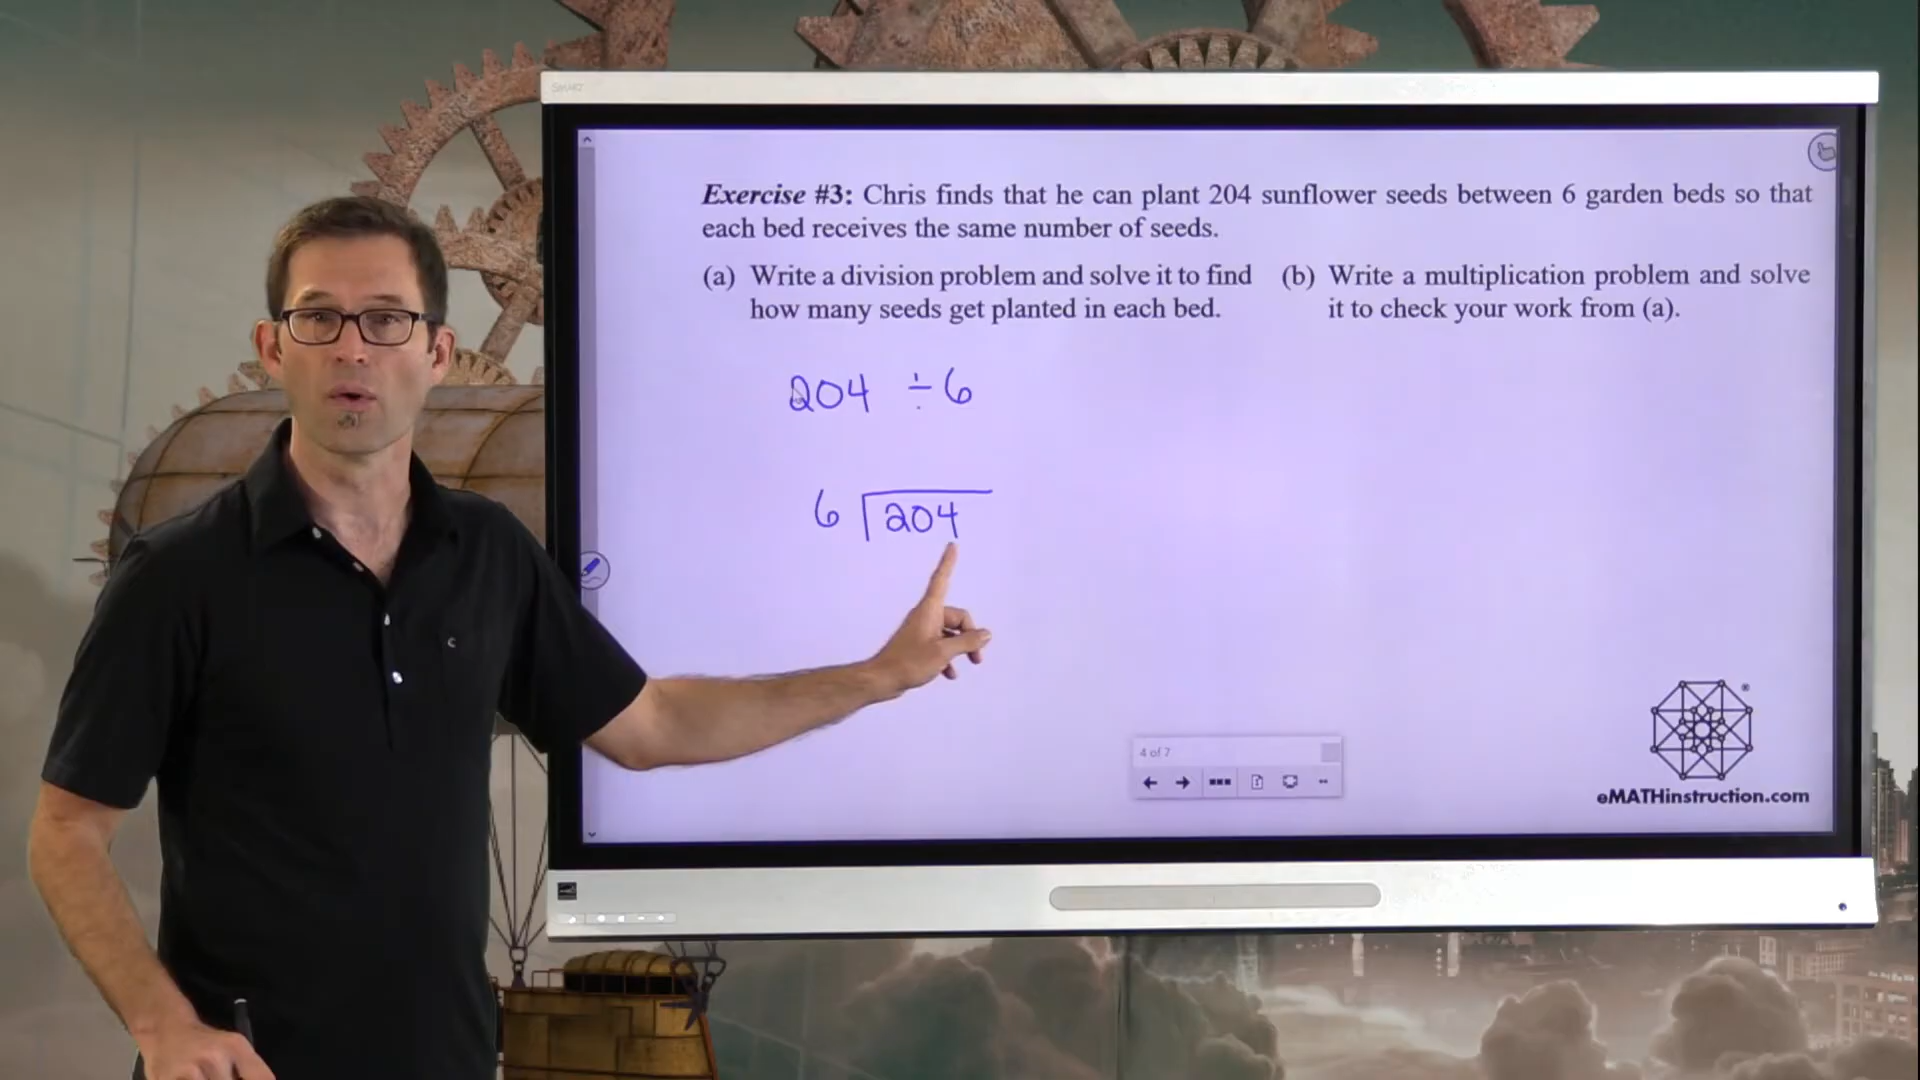 SMART
Exercise #3: Chris finds that he can plant 204 sunflower seeds between 6 garden beds so that
each bed receives the same number of seeds.
(a) Write a division problem and solve it to find
how many seeds get planted in each bed.
(b) Write a multiplication problem and solve
it to check your work from (a).
204 ÷ 6
6 204
4 of 7
®
eMATHinstruction.com
C